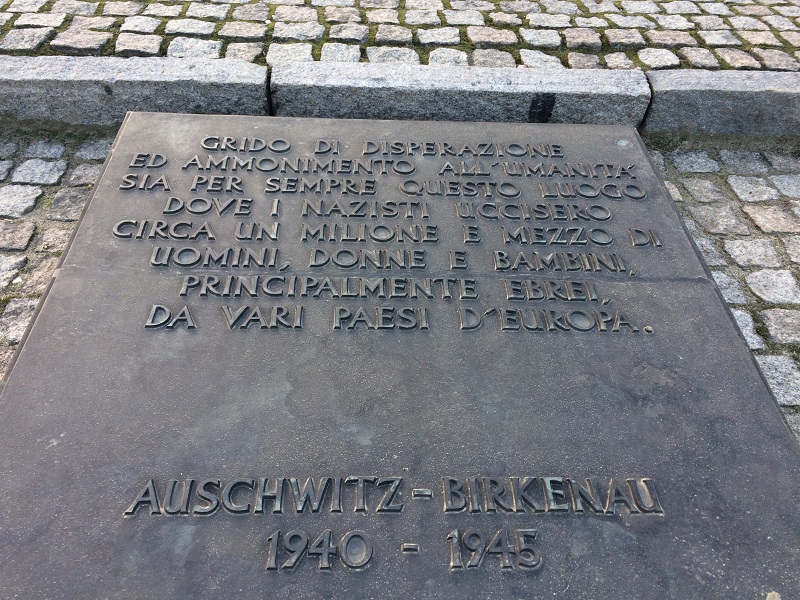 GRIDO DI DISPERAZIONE
ED AMMONIMENTO ALL'UMANITA'
SIA PER SEMPRE QUESTO LUOGO
DOVE I NAZISTI UCCISERO
CIRCA UN MILIONE E MEZZO DI
UOMINI, DONNE E BAMBINI,
PRINCIPALMENTE EBREI,
DA VARI PAESI D'EUROPA.
AUSCHWITZ - BIRKENAU
1940 - 1945